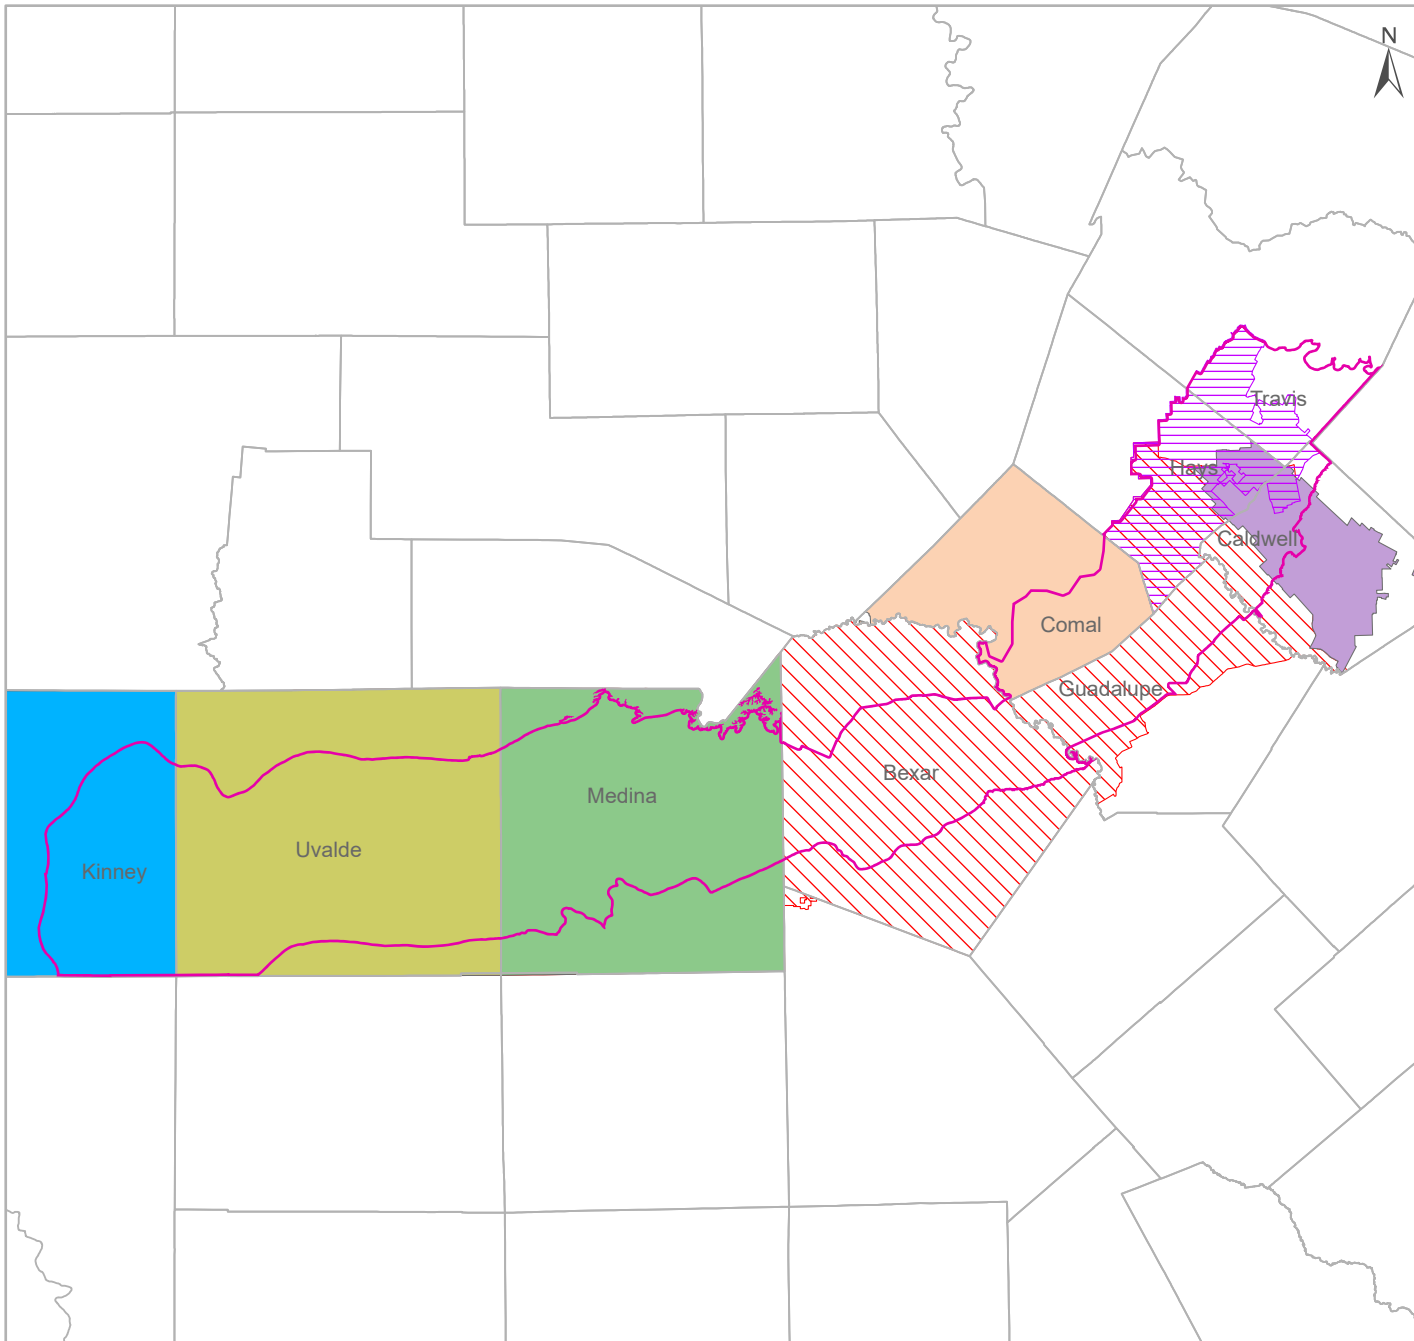 N
Travis
Hays
Caldwell
Comal
Guadalupe
Bexar
Medina
Uvalde
Kinney